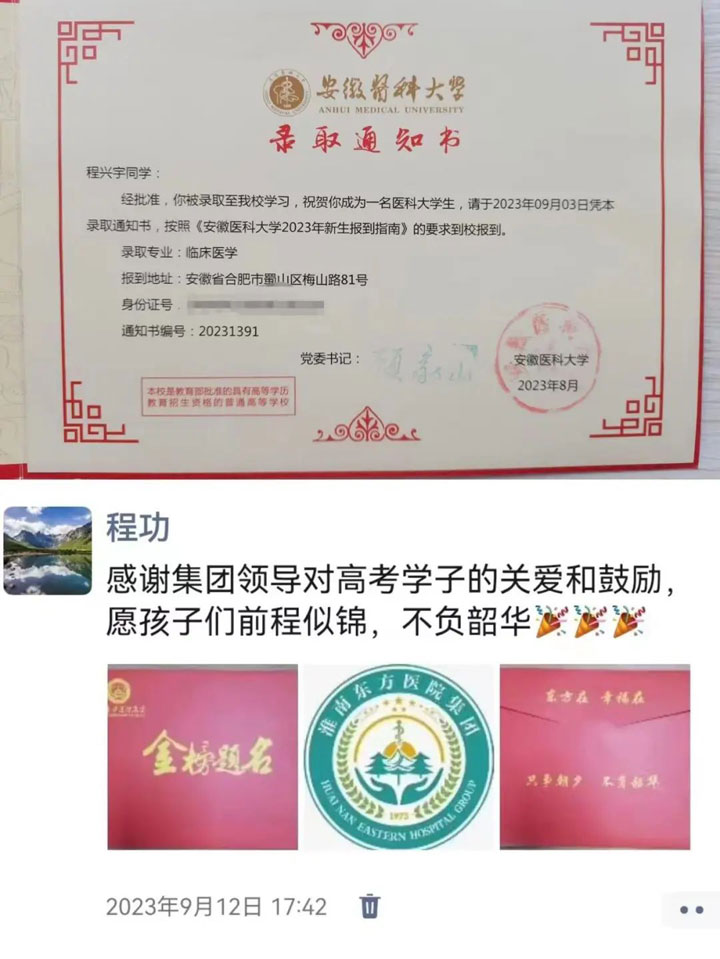 安徽医科大学
ANHUI MEDICAL UNIVERSITY
录取通知书
程兴宇同学：
经批准，你被录取至我校学习，祝贺你成为一名医科大学生，请于2023年09月03日凭本
录取通知书，按照《安徽医科大学2023年新生报到指南》的要求到校报到。
录取专业：临床医学
报到地址：安徽省合肥市蜀山区梅山路81号
身份证号
通知书编号：20231391
党委书记：
安徽医科大学
2023年8月
本校是教育部批准的具有高等学历
教育招生资格的普通高等学校
程功
感谢集团领导对高考学子的关爱和鼓励，
愿孩子们前程似锦，不负韶华🎉🎉🎉
金榜题名
淮南东方医院集团
1973
HUAI NAN EASTERN HOSPITAL GROUP
东方在 幸福在
只争朝夕 不负韶华
2023年9月12日 17:42